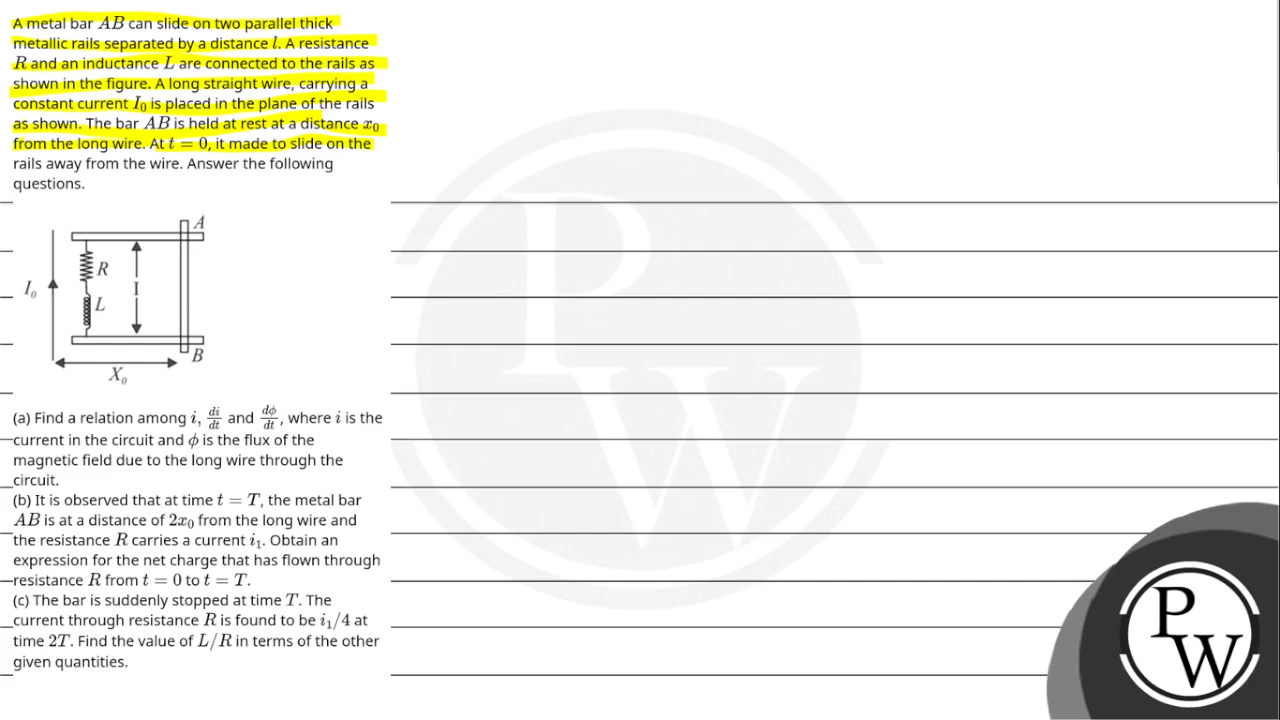 A metal bar AB can slide on two parallel thick
metallic rails separated by a distance l. A resistance
R and an inductance L are connected to the rails as
shown in the figure. A long straight wire, carrying a
constant current I₀ is placed in the plane of the rails
as shown. The bar AB is held at rest at a distance x₀
from the long wire. At t = 0, it made to slide on the
rails away from the wire. Answer the following
questions.
A
R
I₀
I
L
B
X₀
(a) Find a relation among i, di/dt and dϕ/dt, where i is the
current in the circuit and ϕ is the flux of the
magnetic field due to the long wire through the
circuit.
(b) It is observed that at time t = T, the metal bar
AB is at a distance of 2x₀ from the long wire and
the resistance R carries a current i₁. Obtain an
expression for the net charge that has flown through
resistance R from t = 0 to t = T.
(c) The bar is suddenly stopped at time T. The
current through resistance R is found to be i₁/4 at
time 2T. Find the value of L/R in terms of the other
given quantities.
P
W
P
W